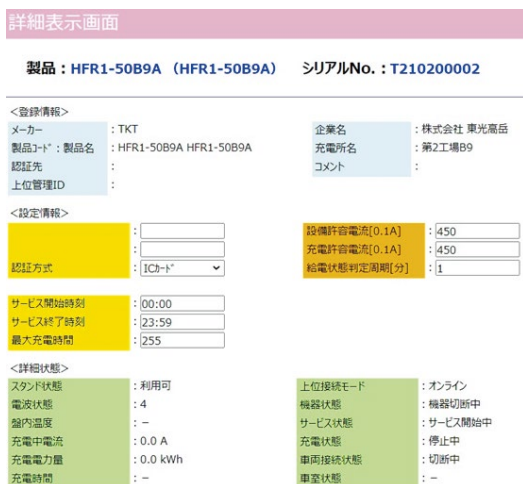 詳細表示画面
製品：HFR1-50B9A （HFR1-50B9A） シリアルNo.：T210200002
<登録情報>
メーカー : TKT 企業名 : 株式会社 東光高岳
製品ｺｰﾄﾞ：製品名 : HFR1-50B9A HFR1-50B9A 充電所名 : 第2工場B9
認証先 : コメント :
上位管理ID :
<設定情報>
: 設備許容電流[0.1A] : 450
: 充電許容電流[0.1A] : 450
認証方式 : ICｶｰﾄﾞ 給電状態判定周期[分] : 1
サービス開始時刻 : 00:00
サービス終了時刻 : 23:59
最大充電時間 : 255
<詳細状態>
スタンド状態 : 利用可 上位接続モード : オンライン
電波状態 : 4 機器状態 : 機器切断中
盤内温度 : − サービス状態 : サービス開始中
充電中電流 : 0.0 A 充電状態 : 停止中
充電電力量 : 0.0 kWh 車両接続状態 : 切断中
充電時間 : − 車室状態 : −